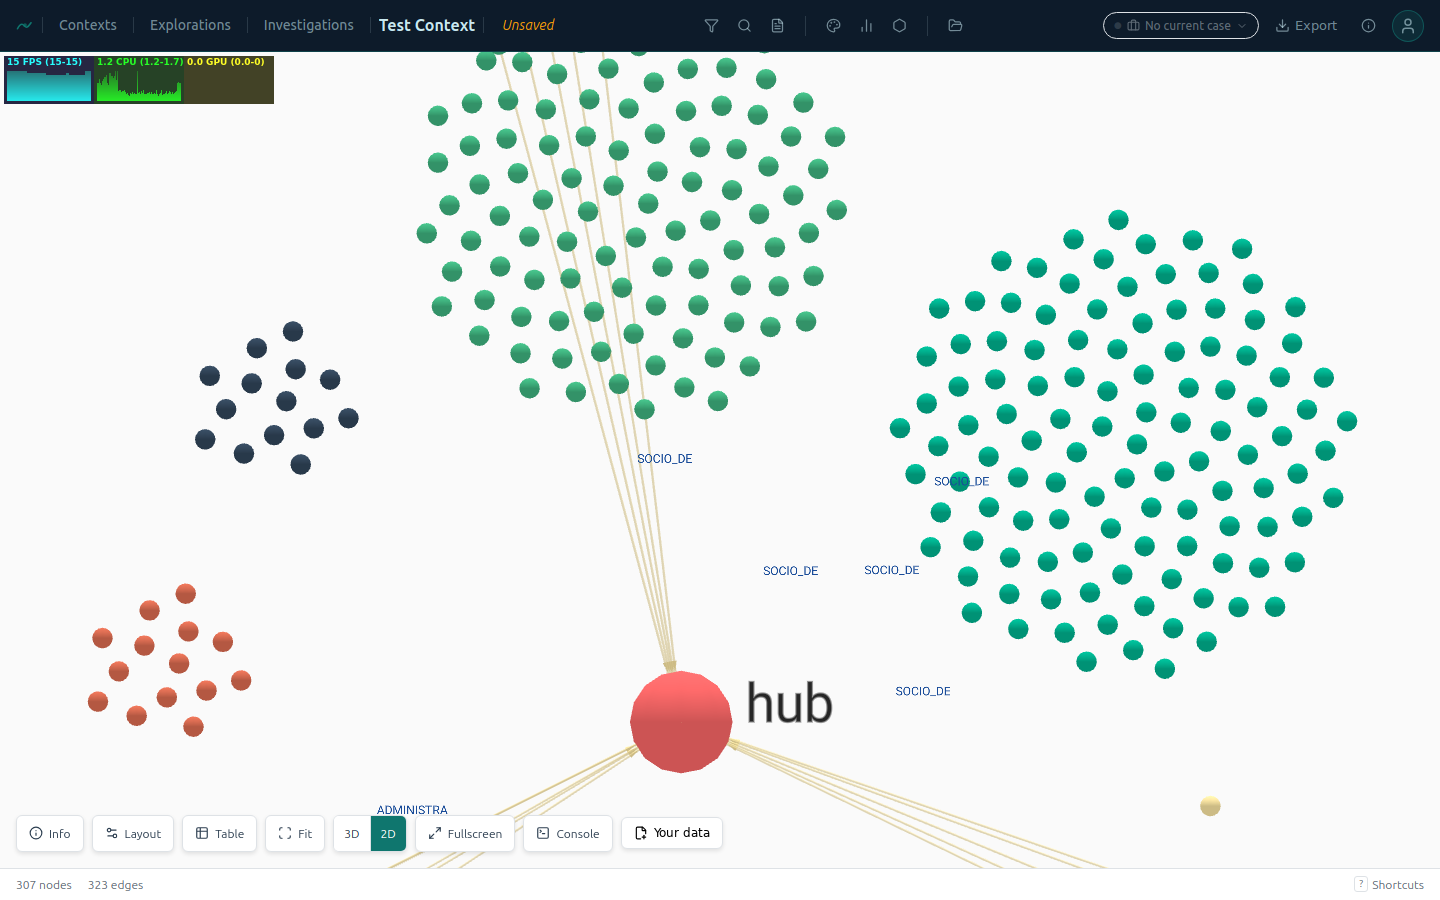 Contexts
Explorations
Investigations
Test Context
Unsaved
No current case
Export
15 FPS (15-15)
1.2 CPU (1.2-1.7)
0.0 GPU (0.0-0)
SOCIO_DE
SOCIO_DE
SOCIO_DE
SOCIO_DE
SOCIO_DE
hub
ADMINISTRA
Info
Layout
Table
Fit
3D
2D
Fullscreen
Console
Your data
307 nodes
323 edges
? Shortcuts